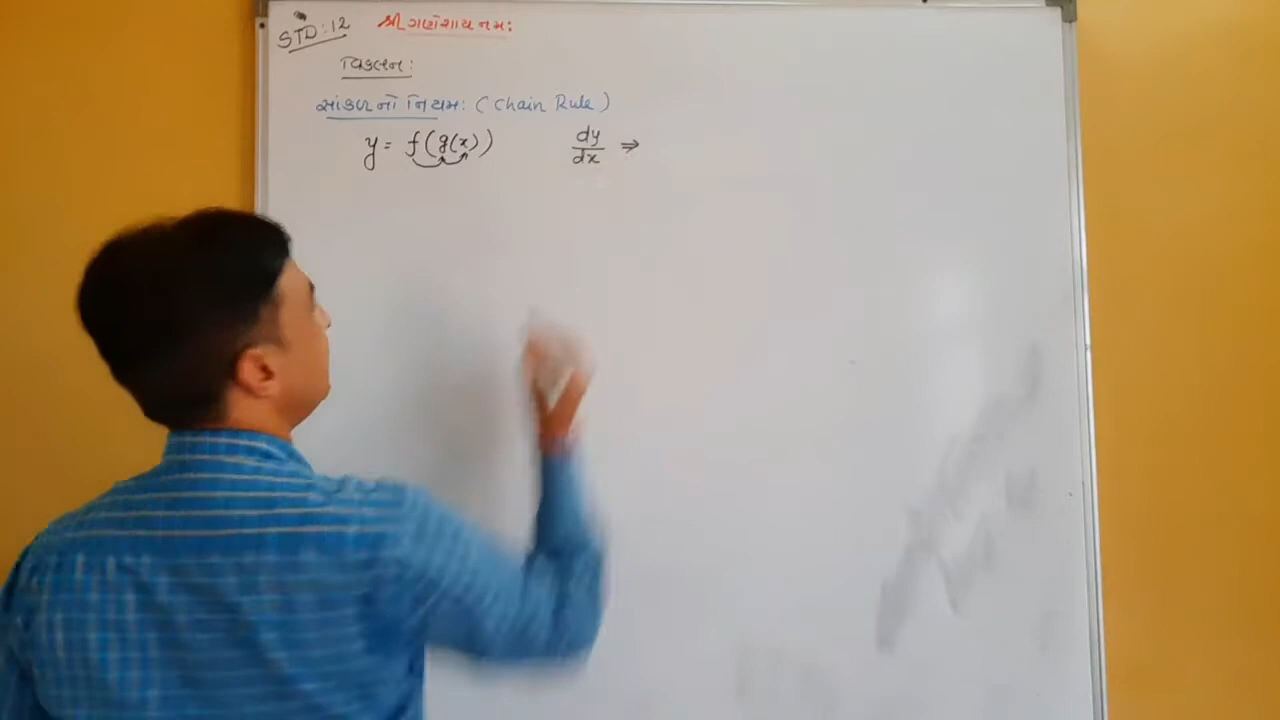 STD: 12 શ્રી ગણેશાય નમઃ
વિકલન:
સાંકળનો નિયમ: (Chain Rule)
y = f(g(x)) dy/dx ⇒